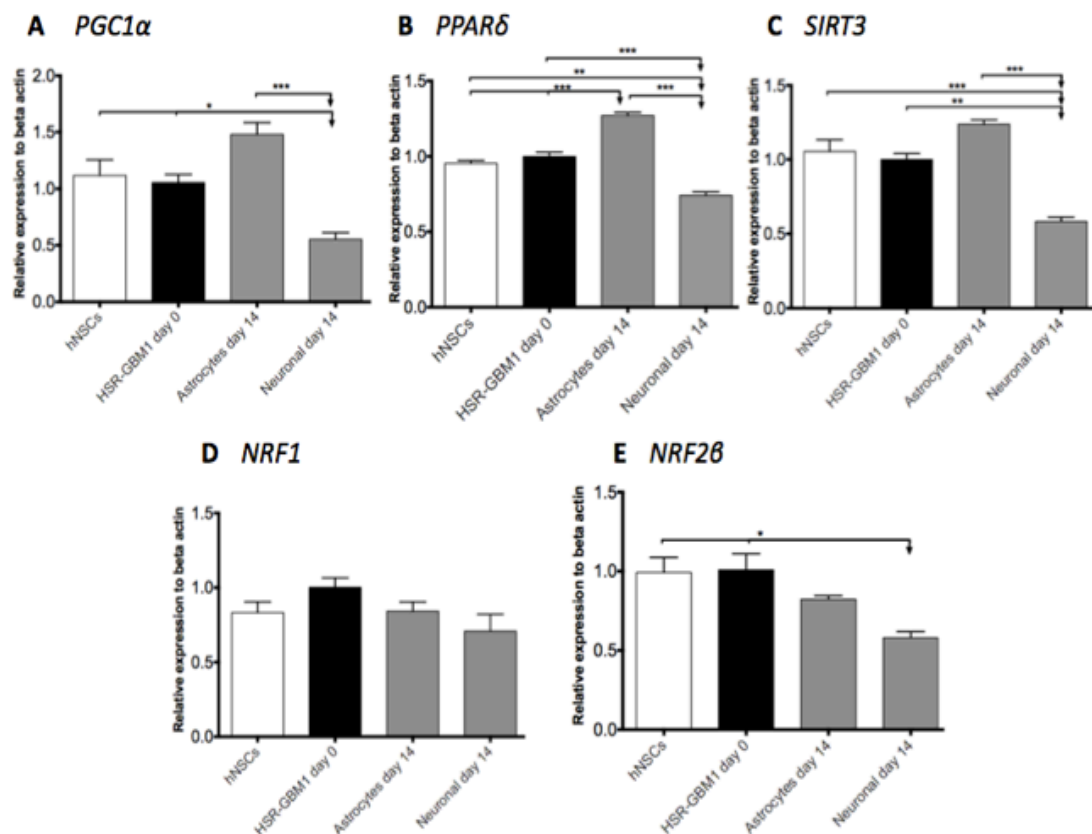 A PGC1α
Relative expression to beta actin
2.0
1.5
1.0
0.5
0.0
*
***
hNSCs
HSR-GBM1 day 0
Astrocytes day 14
Neuronal day 14
B PPARδ
Relative expression to beta actin
1.5
1.0
0.5
0.0
***
**
***
***
hNSCs
HSR-GBM1 day 0
Astrocytes day 14
Neuronal day 14
C SIRT3
Relative expression to beta actin
1.5
1.0
0.5
0.0
***
***
**
hNSCs
HSR-GBM1 day 0
Astrocytes day 14
Neuronal day 14
D NRF1
Relative expression to beta actin
1.5
1.0
0.5
0.0
hNSCs
HSR-GBM1 day 0
Astrocytes day 14
Neuronal day 14
E NRF2β
Relative expression to beta actin
1.5
1.0
0.5
0.0
*
hNSCs
HSR-GBM1 day 0
Astrocytes day 14
Neuronal day 14